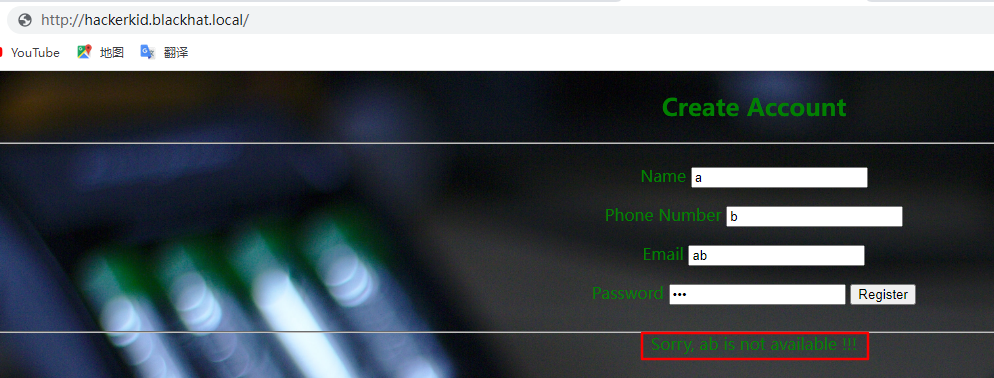 http://hackerkid.blackhat.local/
YouTube 地图 翻译
Create Account
Name a
Phone Number b
Email ab
Password ••• Register
Sorry, ab is not available !!!